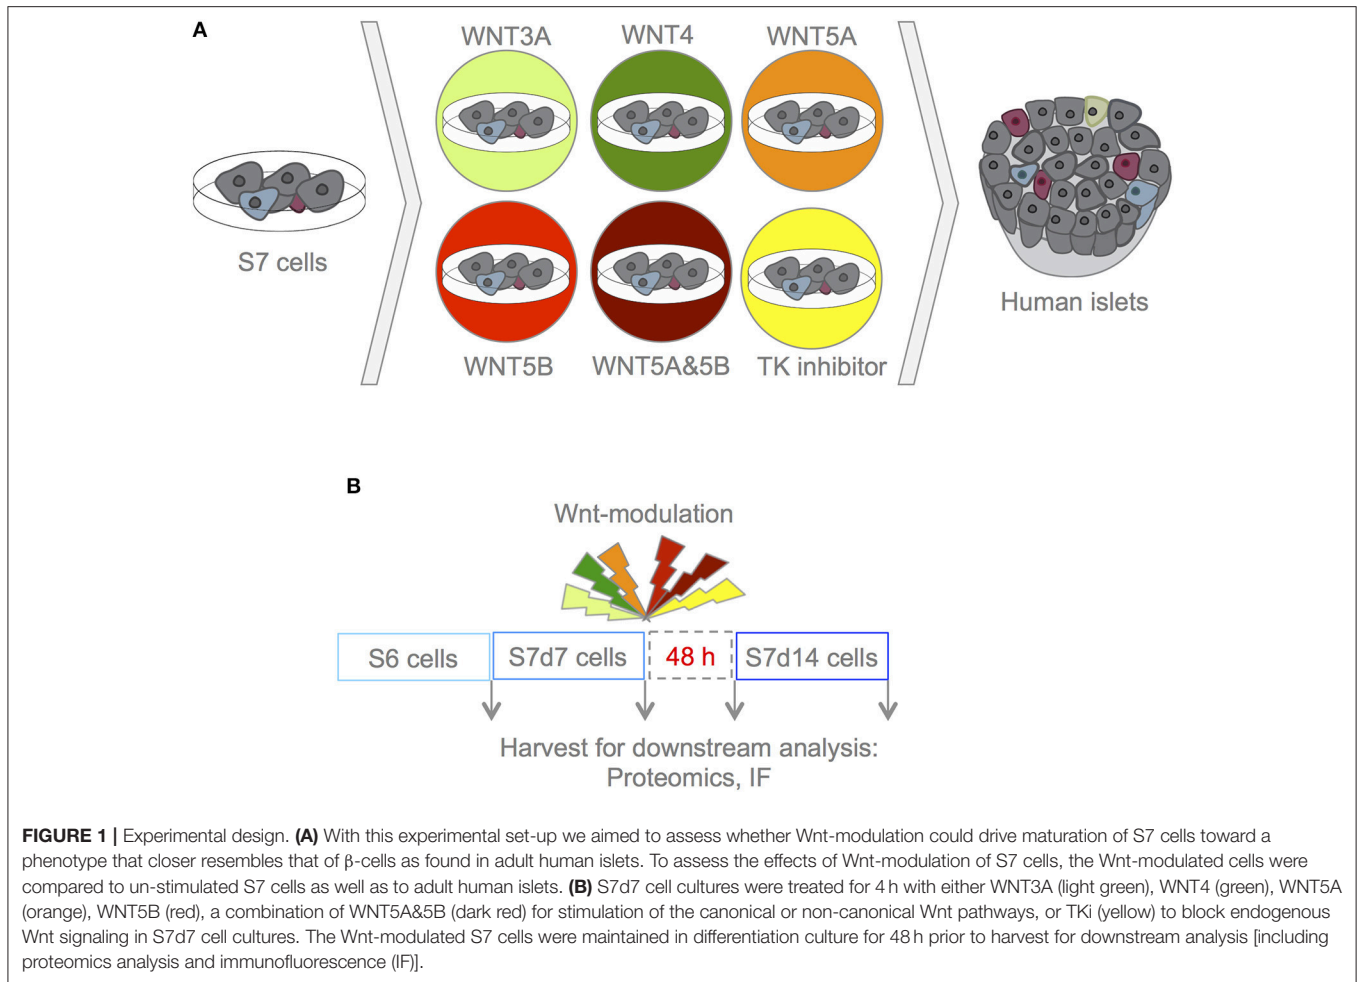 A
WNT3A WNT4 WNT5A
S7 cells
Human islets
WNT5B WNT5A&5B TK inhibitor
B
Wnt-modulation
S6 cells S7d7 cells 48 h S7d14 cells
Harvest for downstream analysis:
Proteomics, IF
FIGURE 1 | Experimental design. (A) With this experimental set-up we aimed to assess whether Wnt-modulation could drive maturation of S7 cells toward a
phenotype that closer resembles that of β-cells as found in adult human islets. To assess the effects of Wnt-modulation of S7 cells, the Wnt-modulated cells were
compared to un-stimulated S7 cells as well as to adult human islets. (B) S7d7 cell cultures were treated for 4 h with either WNT3A (light green), WNT4 (green), WNT5A
(orange), WNT5B (red), a combination of WNT5A&5B (dark red) for stimulation of the canonical or non-canonical Wnt pathways, or TKi (yellow) to block endogenous
Wnt signaling in S7d7 cell cultures. The Wnt-modulated S7 cells were maintained in differentiation culture for 48 h prior to harvest for downstream analysis [including
proteomics analysis and immunofluorescence (IF)].